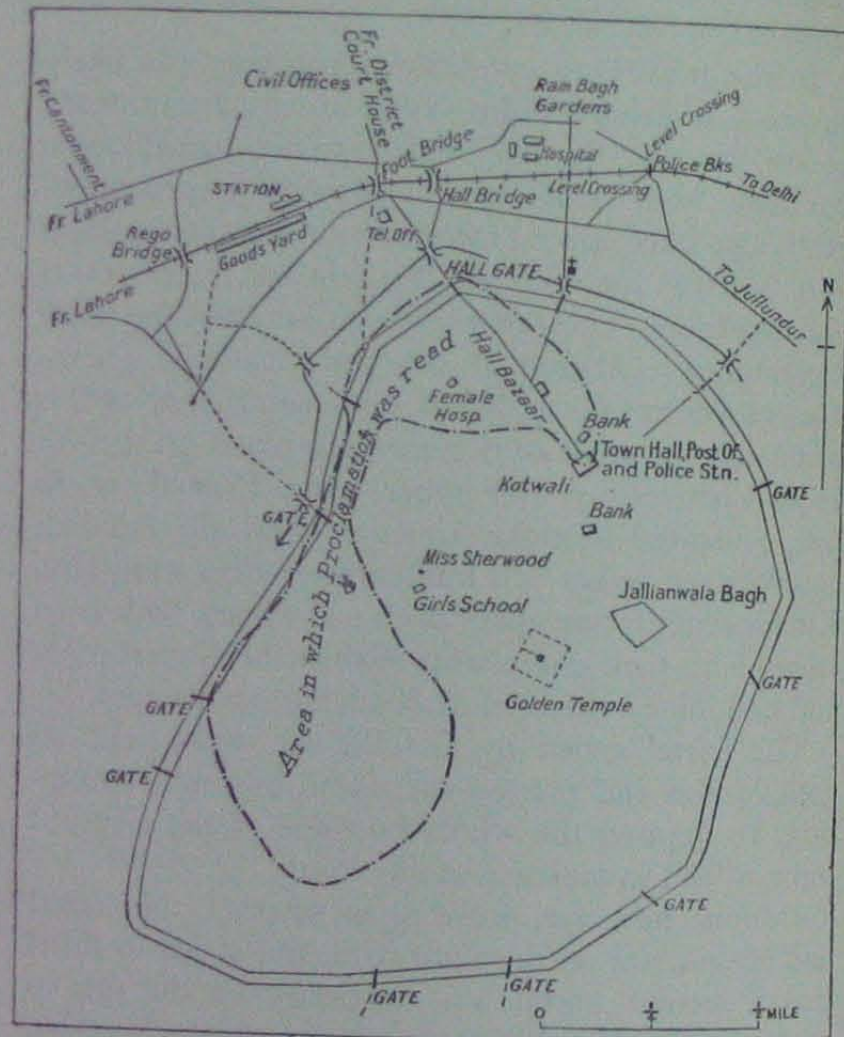 Fr. District
Court House
Civil Offices
Ram Bagh
Gardens
Fr. Cantonment
Foot Bridge
Level Crossing
Hospital
Police Bks
STATION
Hall Bridge
Level Crossing
To Delhi
Fr. Lahore
Rego
Bridge
Goods Yard
Tel. Off.
HALL GATE
To Jullundur
N
Fr. Lahore
Hall Bazaar
Female
Hosp.
Bank
Town Hall, Post Of.
and Police Stn.
Kotwali
GATE
GATE
Bank
Area in which Proclamation was read
Miss Sherwood
Girls School
Jallianwala Bagh
GATE
Golden Temple
GATE
GATE
GATE
GATE
GATE
0 ¼ ½ MILE